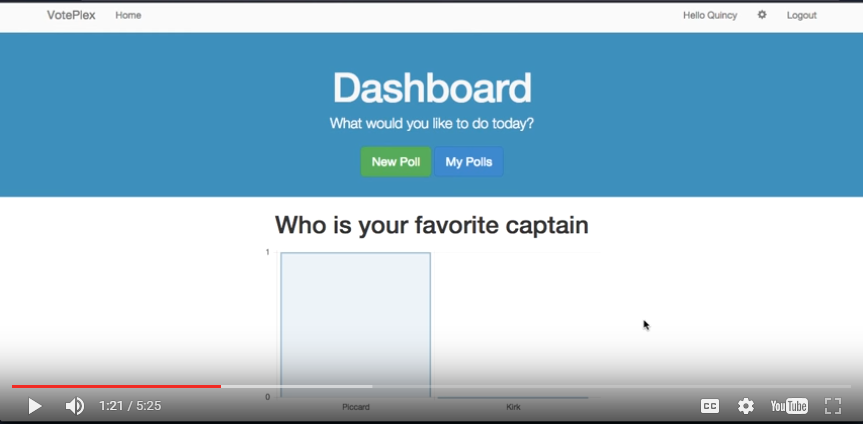 VotePlex Home Hello Quincy Logout
Dashboard
What would you like to do today?
New Poll My Polls
Who is your favorite captain
1
0
Piccard Kirk
1:21 / 5:25 CC YouTube